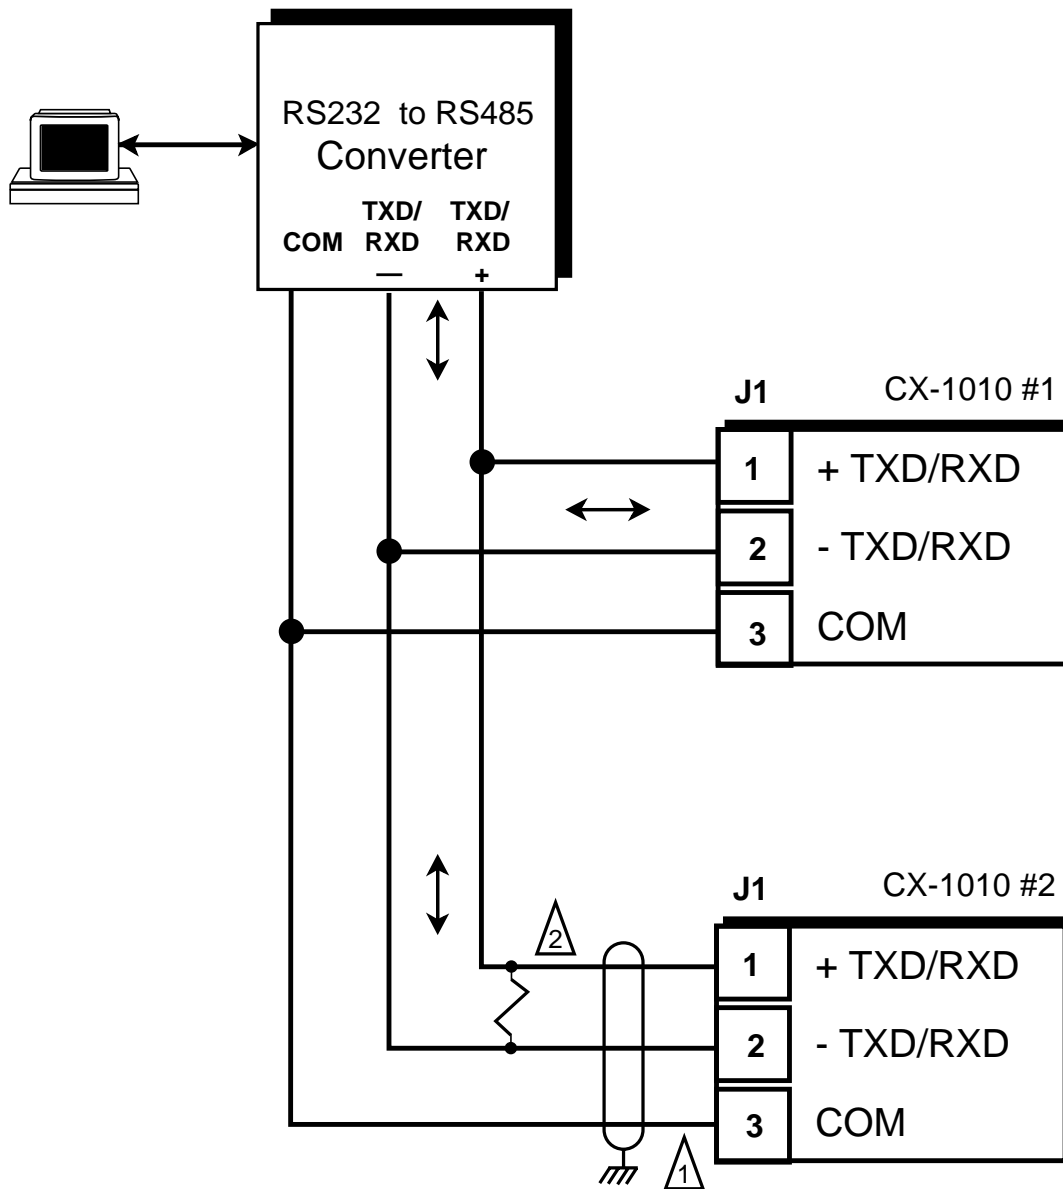 RS232 to RS485
Converter
TXD/ TXD/
COM RXD RXD
— +
J1 CX-1010 #1
1 + TXD/RXD
2 - TXD/RXD
3 COM
J1 CX-1010 #2
2
1 + TXD/RXD
2 - TXD/RXD
3 COM
1